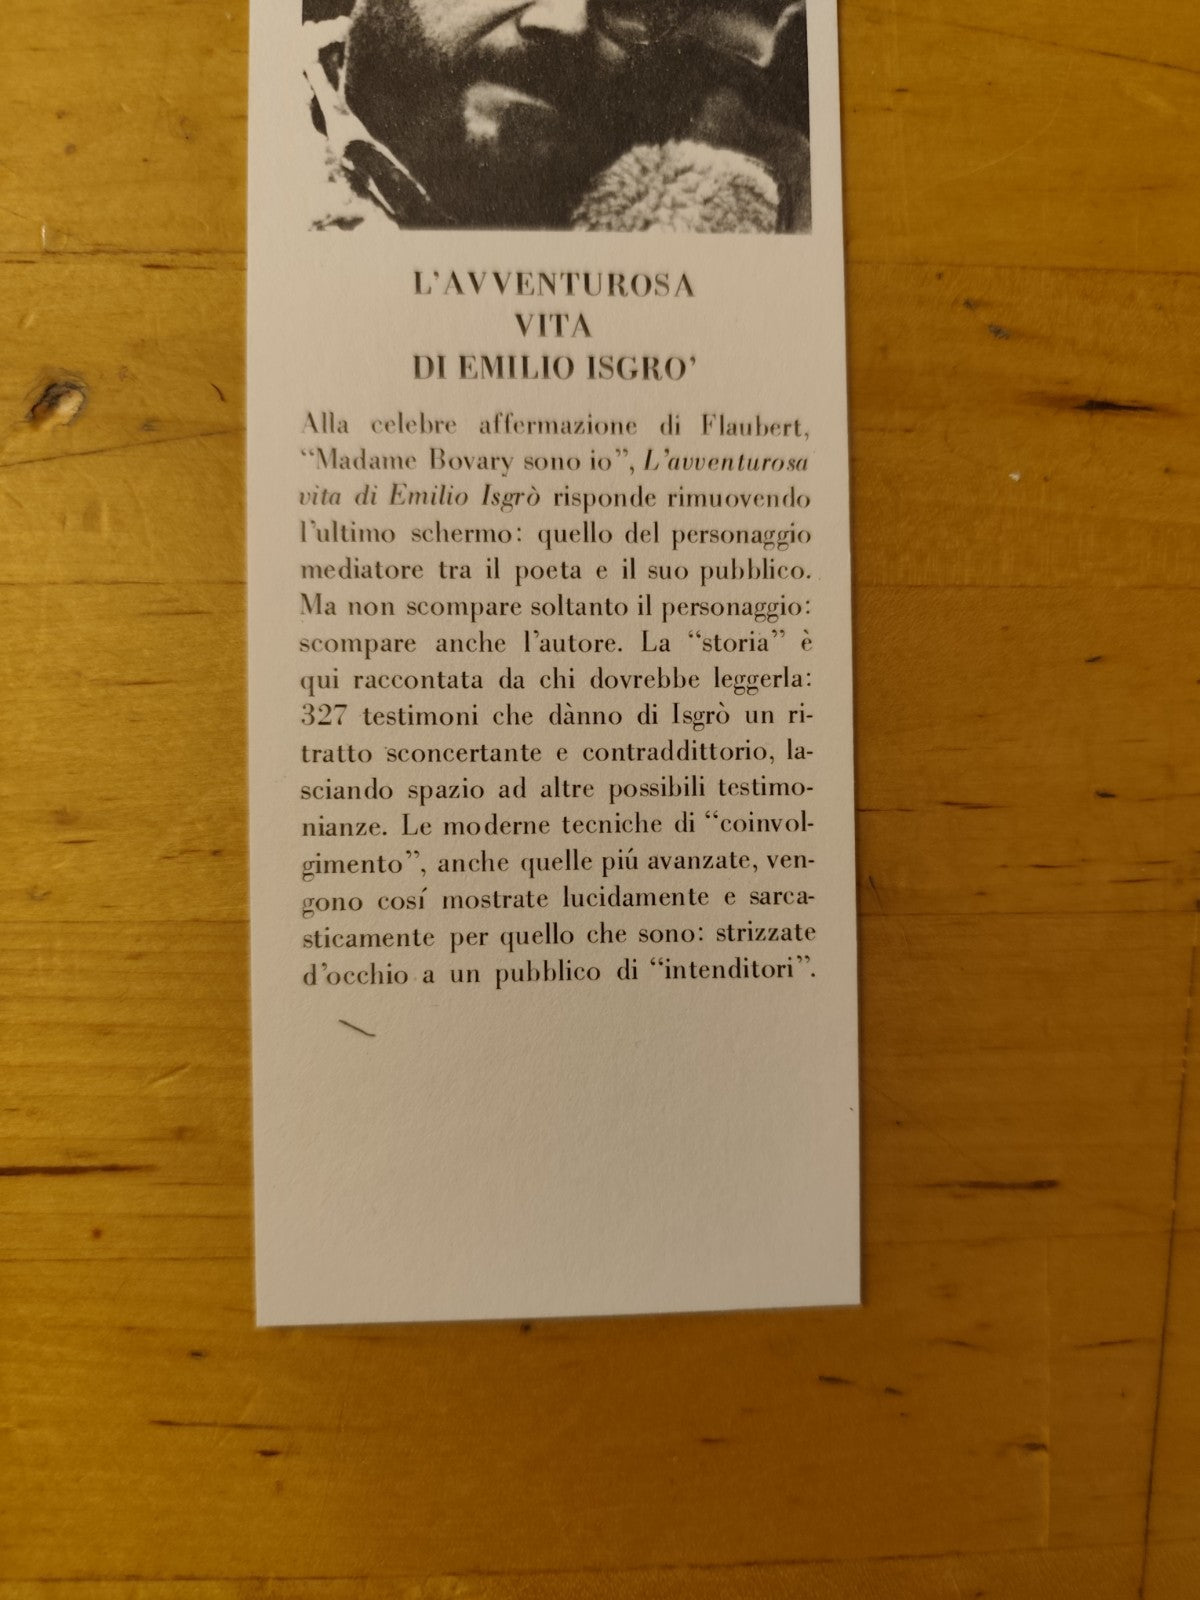 L'AVVENTUROSA
VITA
DI EMILIO ISGRO'
Alla celebre affermazione di Flaubert,
“Madame Bovary sono io”, L'avventurosa
vita di Emilio Isgrò risponde rimuovendo
l'ultimo schermo: quello del personaggio
mediatore tra il poeta e il suo pubblico.
Ma non scompare soltanto il personaggio:
scompare anche l'autore. La “storia” è
qui raccontata da chi dovrebbe leggerla:
327 testimoni che dànno di Isgrò un ri-
tratto sconcertante e contraddittorio, la-
sciando spazio ad altre possibili testimo-
nianze. Le moderne tecniche di “coinvol-
gimento”, anche quelle piú avanzate, ven-
gono cosí mostrate lucidamente e sarca-
sticamente per quello che sono: strizzate
d'occhio a un pubblico di “intenditori”.